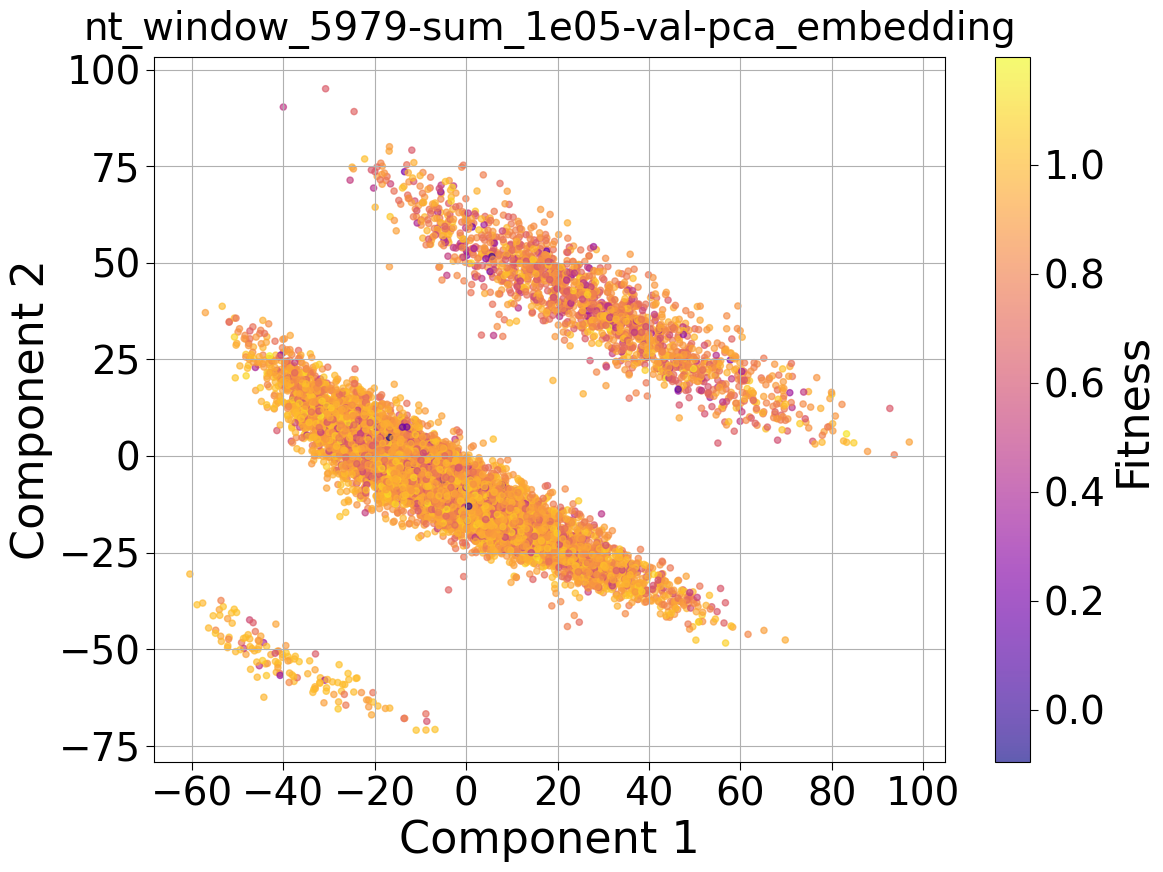 nt_window_5979-sum_1e05-val-pca_embedding
100
75
50
25
0
−25
−50
−75
−60 −40 −20 0 20 40 60 80 100
Component 1
Component 2
1.0
0.8
0.6
0.4
0.2
0.0
Fitness